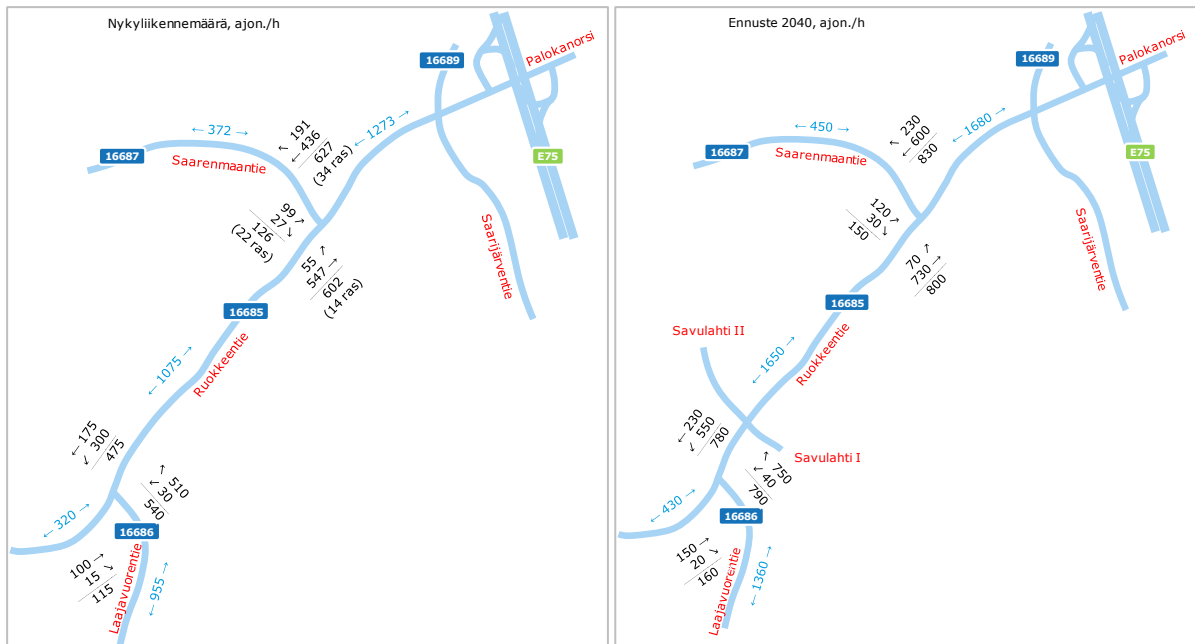 Nykyliikennemäärä, ajon./h
Palokanorsi
16689
← 1273 →
← 372 →
↖ 191
← 436
627
(34 ras)
16687
Saarenmaantie
E75
99 ↗
27 ↘
126
(22 ras)
55 ↗
547 →
602
(14 ras)
Saarijärventie
16685
Ruokkeentie
← 1075 →
← 175
↙ 300
475
↑ 510
↙ 30
540
← 320 →
16686
100 →
15 ↘
115
Laajavuorentie
← 955 →
Ennuste 2040, ajon./h
Palokanorsi
16689
← 1680 →
← 450 →
↖ 230
← 600
830
16687
Saarenmaantie
E75
120 ↗
30 ↘
150
70 ↗
730 →
800
Saarijärventie
16685
Savulahti II
Ruokkeentie
← 1650 →
← 230
↙ 550
780
Savulahti I
↑ 750
↙ 40
790
← 430 →
16686
150 →
20 ↘
160
Laajavuorentie
← 1360 →